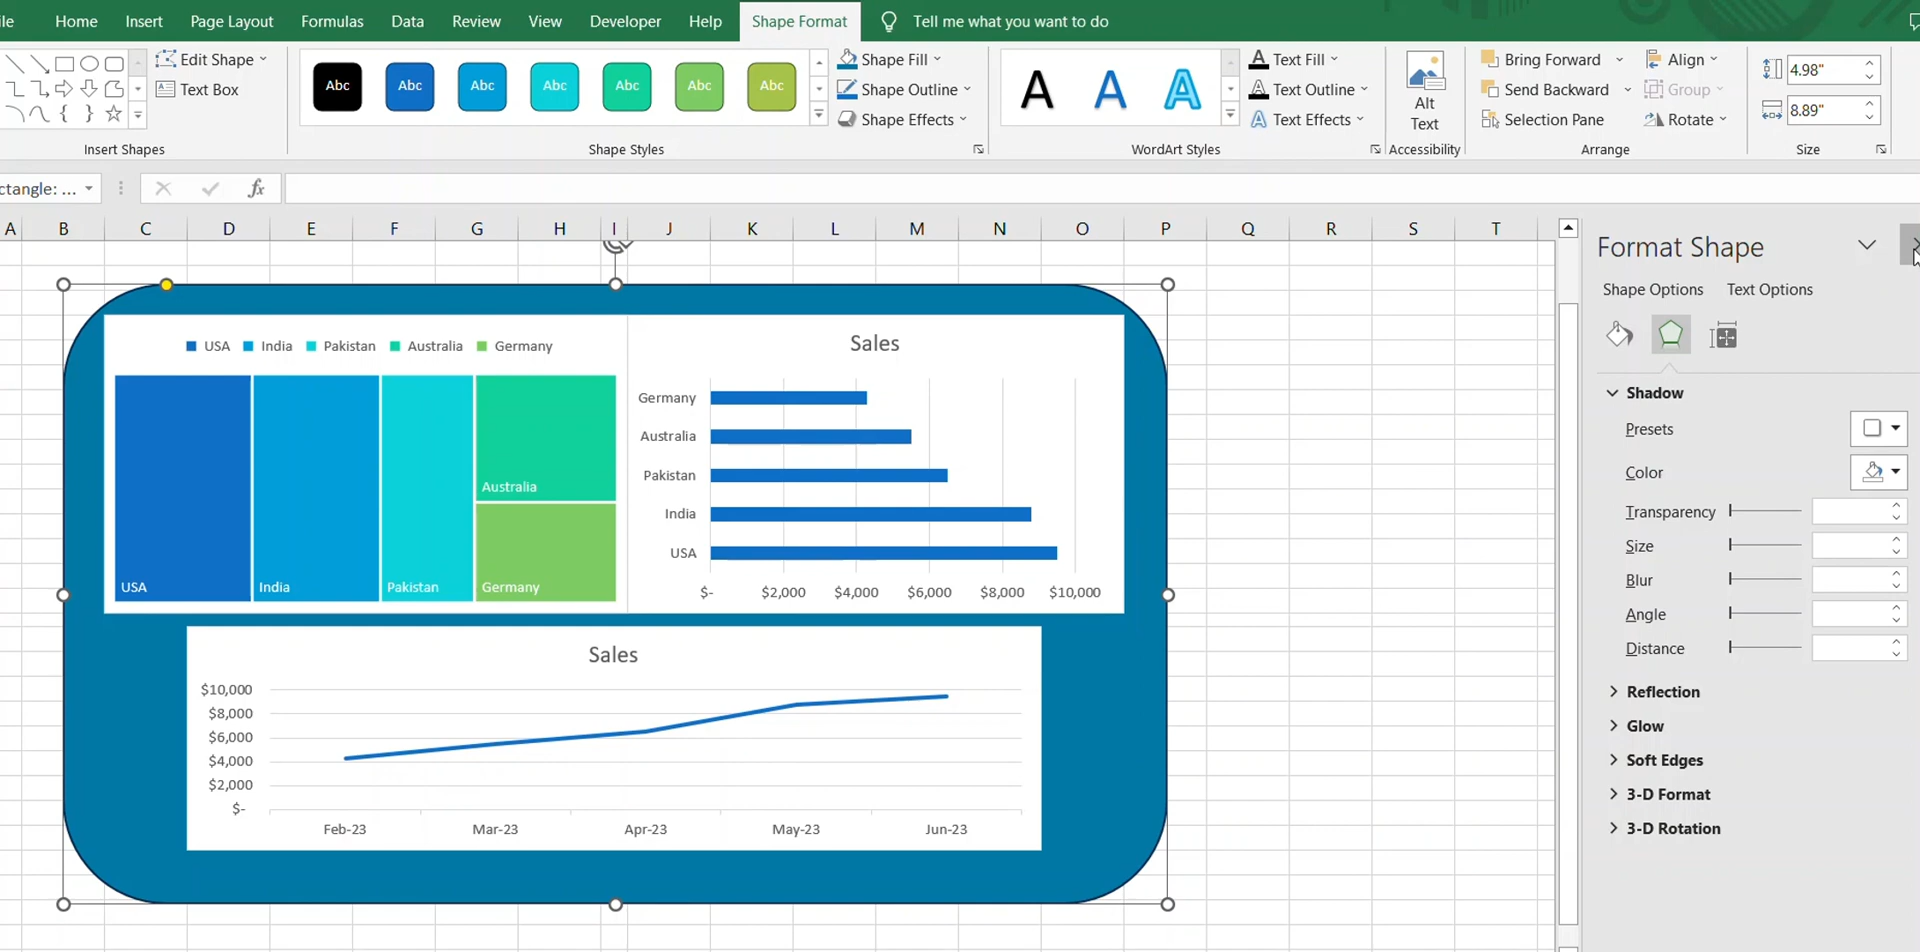 le Home Insert Page Layout Formulas Data Review View Developer Help Shape Format Tell me what you want to do
Edit Shape
Text Box
Insert Shapes
Abc Abc Abc Abc Abc Abc Abc
Shape Fill
Shape Outline
Shape Effects
Shape Styles
A A A
Text Fill
Text Outline
Text Effects
WordArt Styles
Alt
Text
Accessibility
Bring Forward
Send Backward
Selection Pane
Align
Group
Rotate
Arrange
4.98"
8.89"
Size
ctangle: ...
fx
A B C D E F G H I J K L M N O P Q R S T
USA India Pakistan Australia Germany
USA
India
Pakistan
Australia
Germany
Sales
Germany
Australia
Pakistan
India
USA
$- $2,000 $4,000 $6,000 $8,000 $10,000
Sales
$10,000
$8,000
$6,000
$4,000
$2,000
$-
Feb-23 Mar-23 Apr-23 May-23 Jun-23
Format Shape
Shape Options Text Options
Shadow
Presets
Color
Transparency
Size
Blur
Angle
Distance
Reflection
Glow
Soft Edges
3-D Format
3-D Rotation